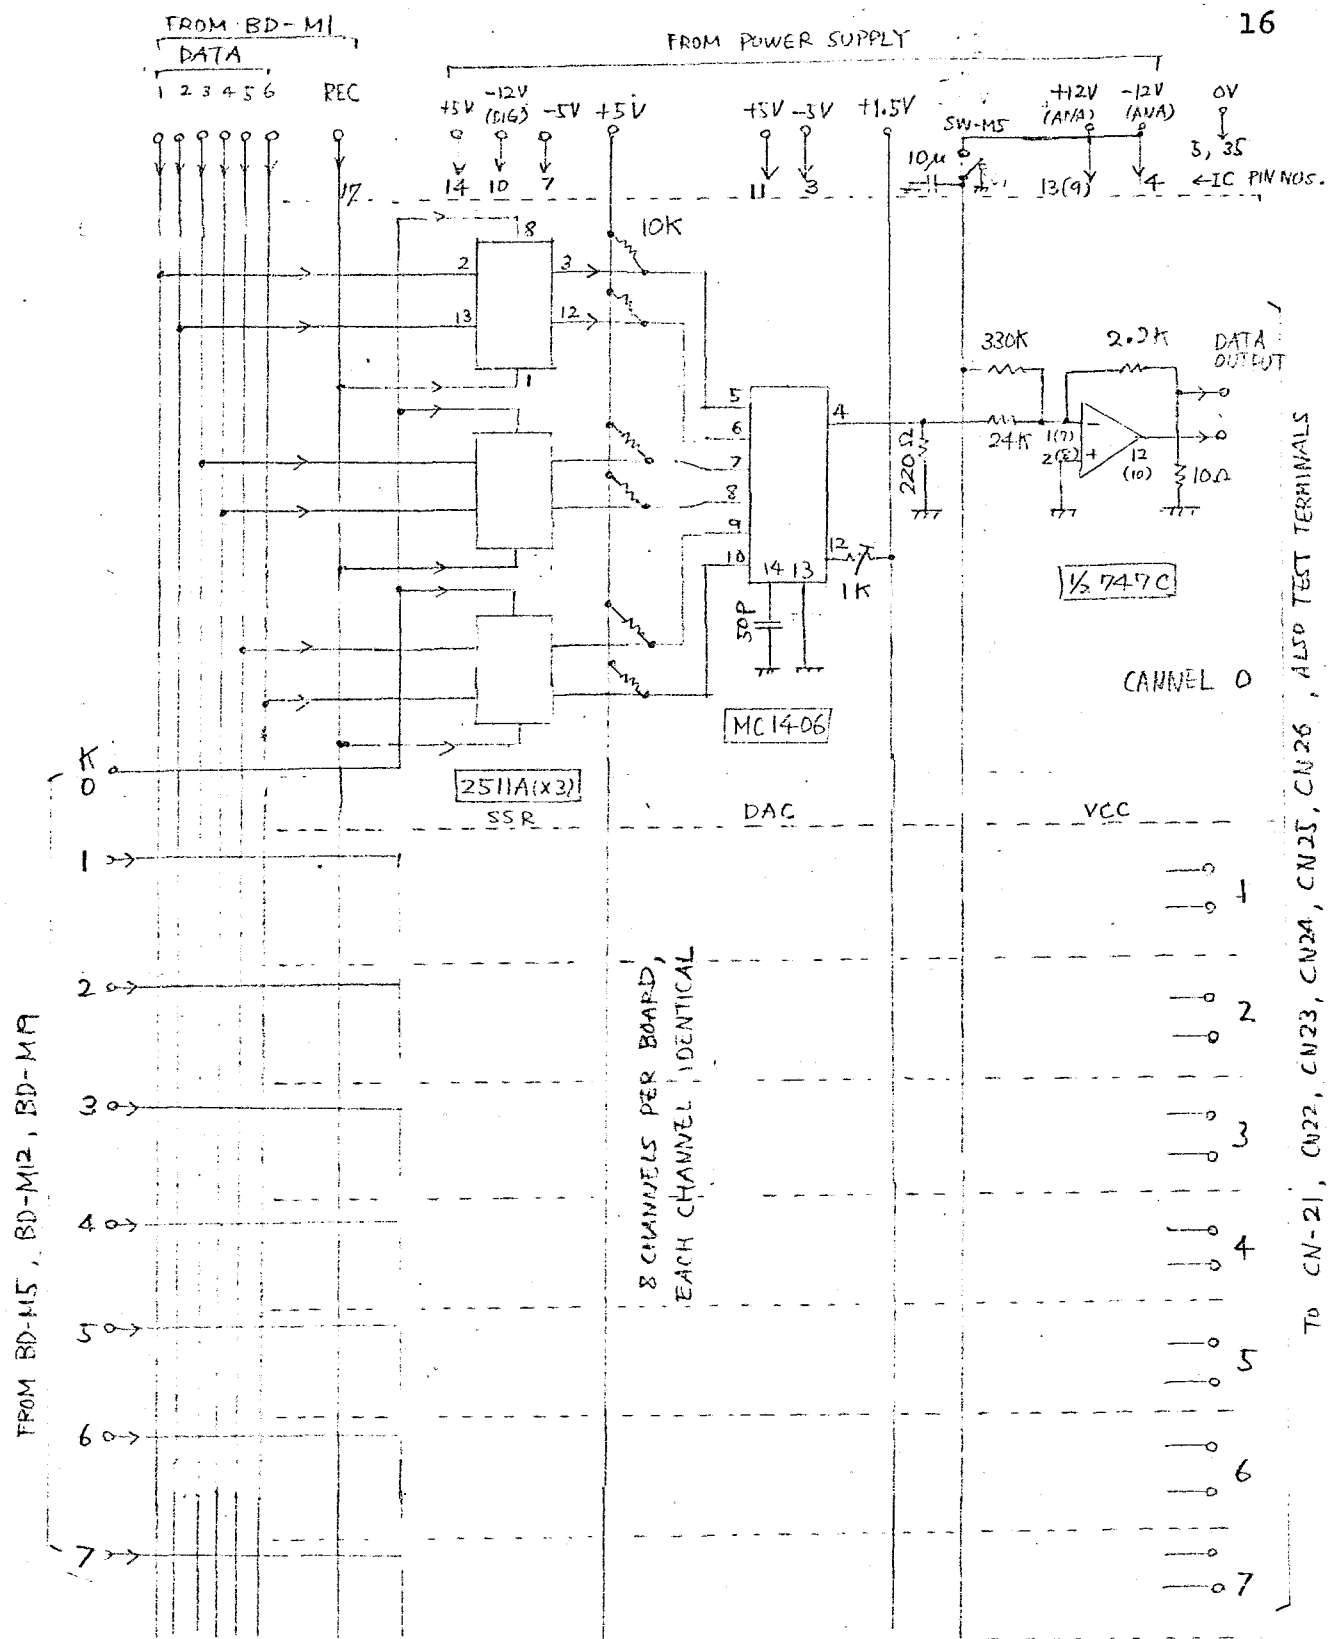 16
FROM BD-M1
DATA
1 2 3 4 5 6
REC
FROM POWER SUPPLY
+5V
-12V
(DIG)
-5V
+5V
+5V
-5V
+1.5V
SW-M5
+12V
(ANA)
-12V
(ANA)
0V
10μ
14
10
7
11
3
13(9)
4
5, 35
←IC PIN NOS.
17
8
10K
2
3
13
12
1
330K
2.2K
DATA
OUTPUT
5
6
7
8
9
10
4
12
14
13
1K
50P
220Ω
24K
1(7)
2(8)
-
+
12
(10)
10Ω
1/2 747C
MC1406
CANNEL 0
2511A(X3)
SSR
DAC
VCC
K
0
1
2
3
4
5
6
7
1
2
3
4
5
6
7
8 CHANNELS PER BOARD,
EACH CHANNEL IDENTICAL
FROM BD-M5, BD-M12, BD-M19
TO CN-21, CN22, CN23, CN24, CN25, CN26, ALSO TEST TERMINALS